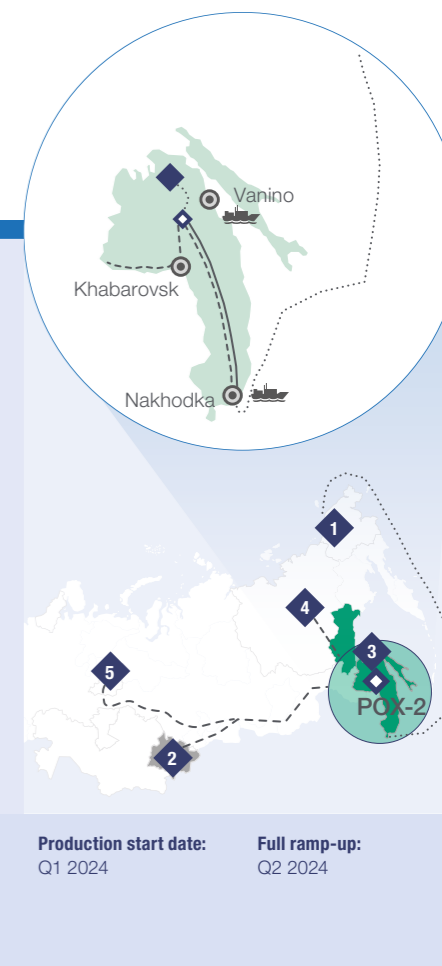 Vanino
Khabarovsk
Nakhodka
1
4
3
5
POX-2
2
Production start date:
Q1 2024
Full ramp-up:
Q2 2024